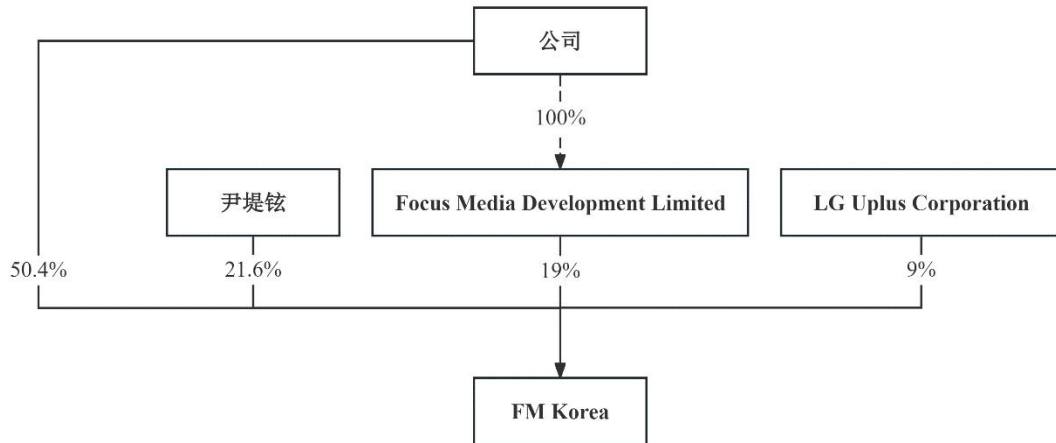 公司
100%
尹堤铉
Focus Media Development Limited
LG Uplus Corporation
50.4%
21.6%
19%
9%
FM Korea